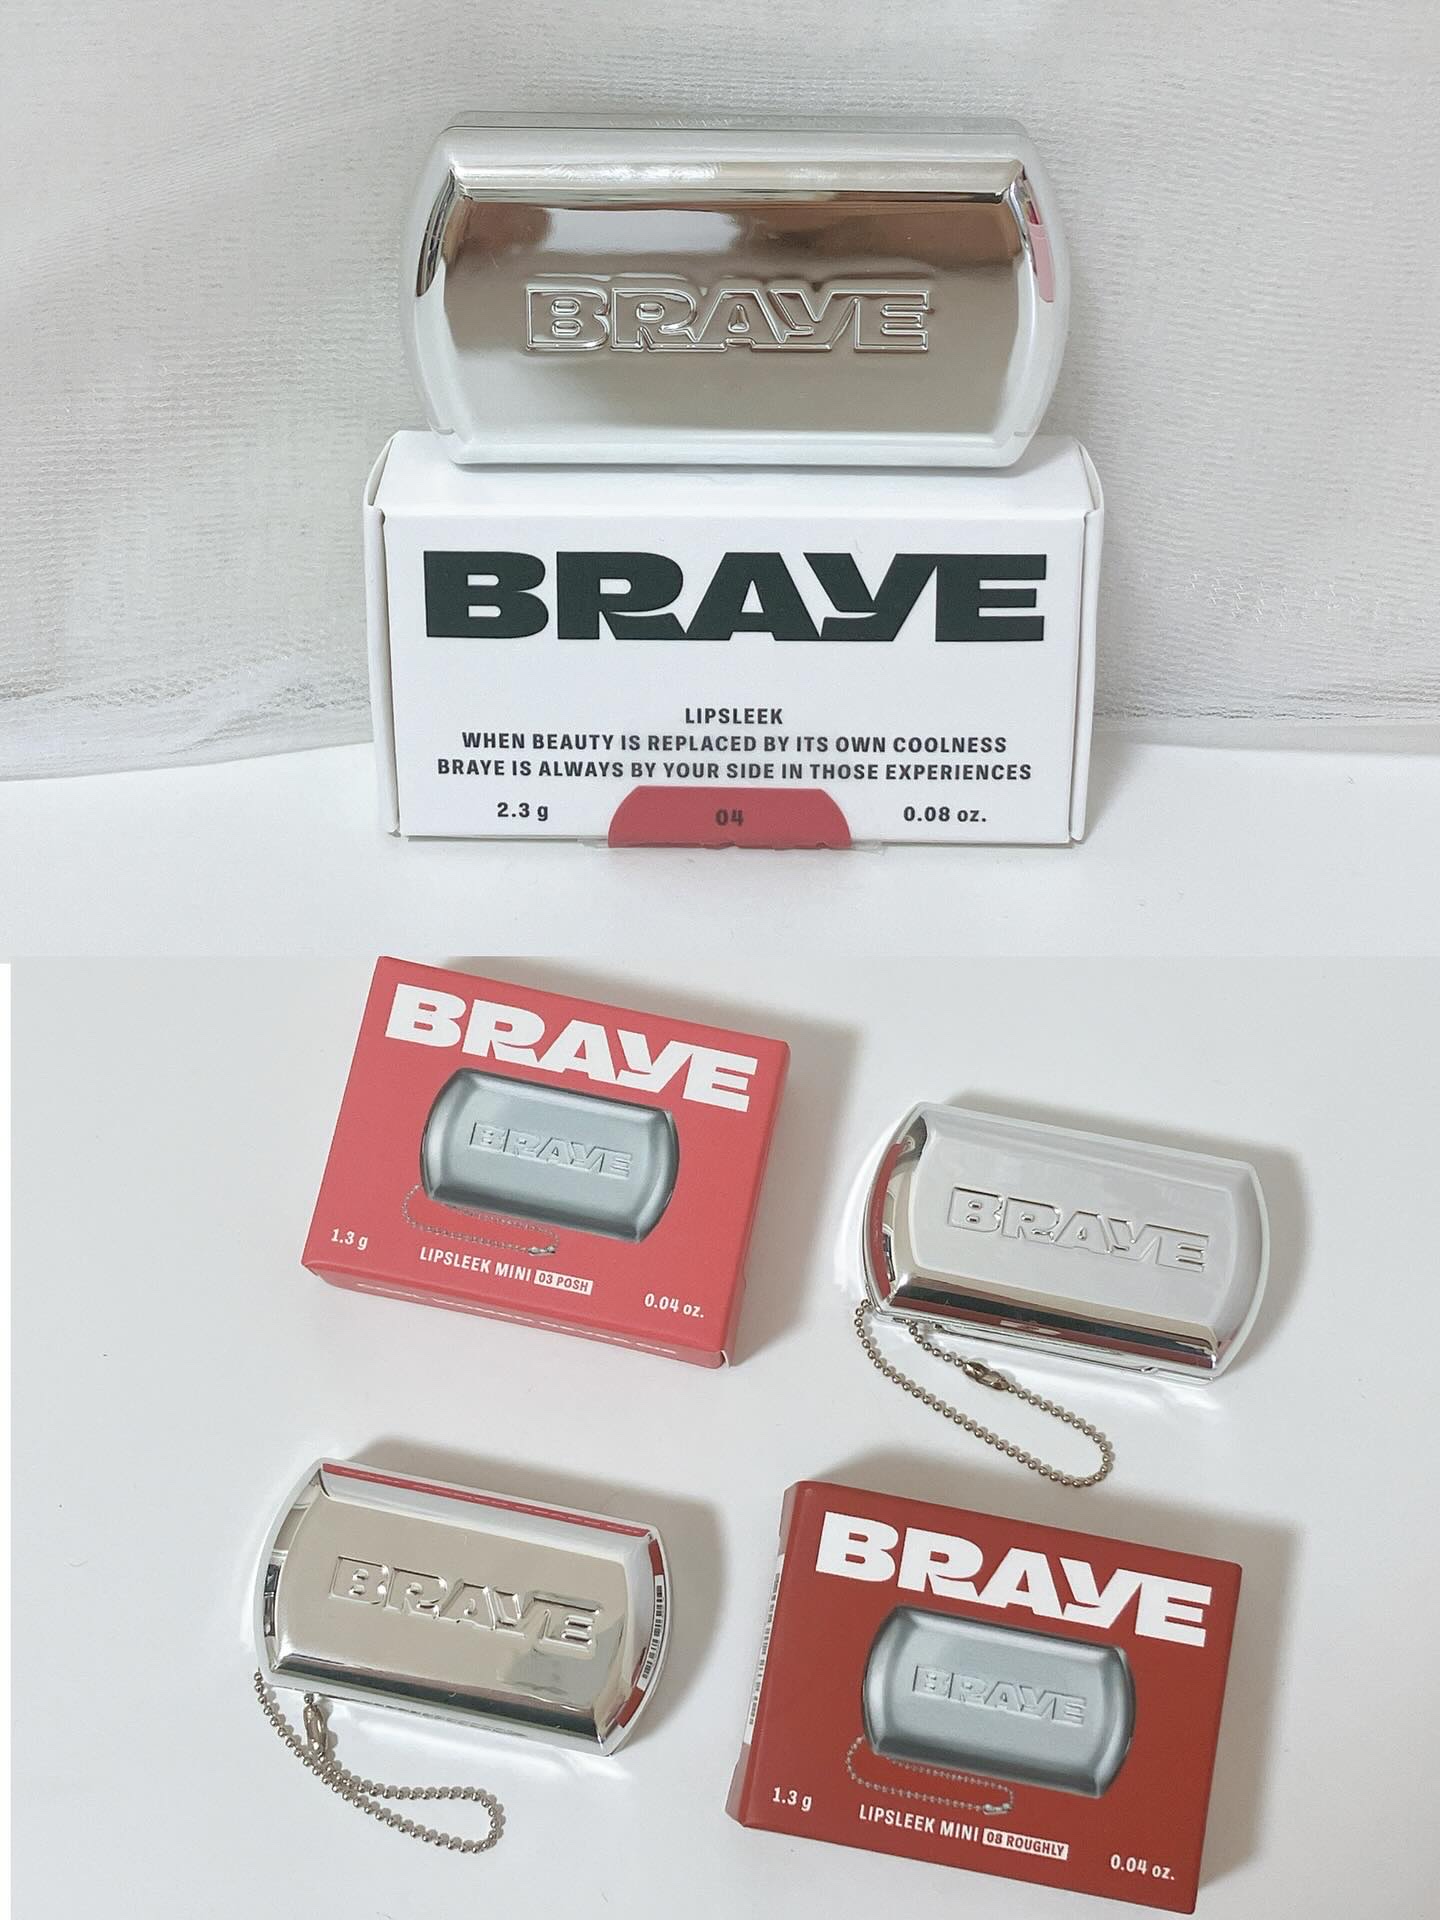 BRAYE
BRAYE
LIPSLEEK
WHEN BEAUTY IS REPLACED BY ITS OWN COOLNESS
BRAYE IS ALWAYS BY YOUR SIDE IN THOSE EXPERIENCES
2.3 g
04
0.08 oz.
BRAYE
BRAYE
1.3 g
LIPSLEEK MINI 03 POSH
0.04 oz.
BRAYE
BRAYE
BRAYE
BRAYE
1.3 g
LIPSLEEK MINI 08 ROUGHLY
0.04 oz.